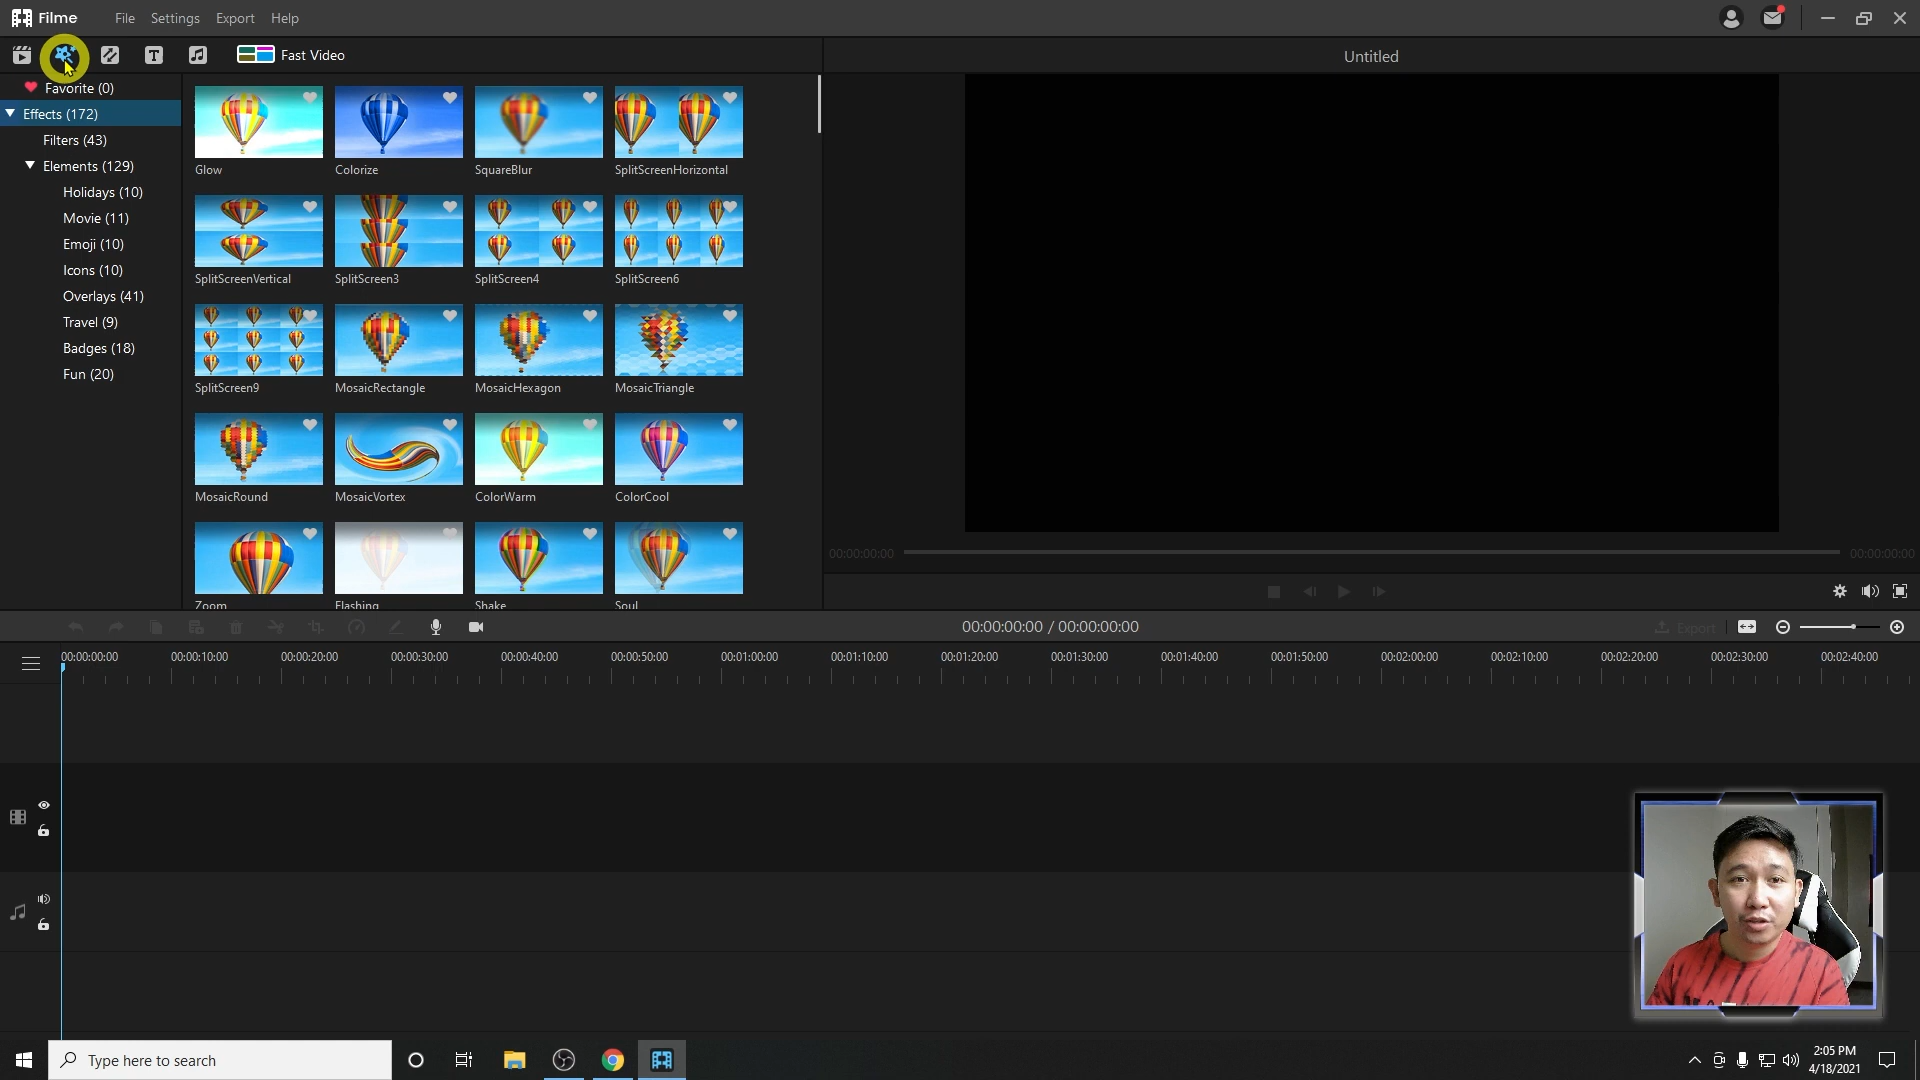 Filme
File
Settings
Export
Help
Fast Video
Untitled
Favorite (0)
Effects (172)
Filters (43)
Elements (129)
Holidays (10)
Movie (11)
Emoji (10)
Icons (10)
Overlays (41)
Travel (9)
Badges (18)
Fun (20)
Glow
Colorize
SquareBlur
SplitScreenHorizontal
SplitScreenVertical
SplitScreen3
SplitScreen4
SplitScreen6
SplitScreen9
MosaicRectangle
MosaicHexagon
MosaicTriangle
MosaicRound
MosaicVortex
ColorWarm
ColorCool
Zoom
Flashing
Shake
Soul
00:00:00:00
00:00:00:00
00:00:00:00 / 00:00:00:00
Export
00:00:00:00
00:00:10:00
00:00:20:00
00:00:30:00
00:00:40:00
00:00:50:00
00:01:00:00
00:01:10:00
00:01:20:00
00:01:30:00
00:01:40:00
00:01:50:00
00:02:00:00
00:02:10:00
00:02:20:00
00:02:30:00
00:02:40:00
Type here to search
2:05 PM
4/18/2021